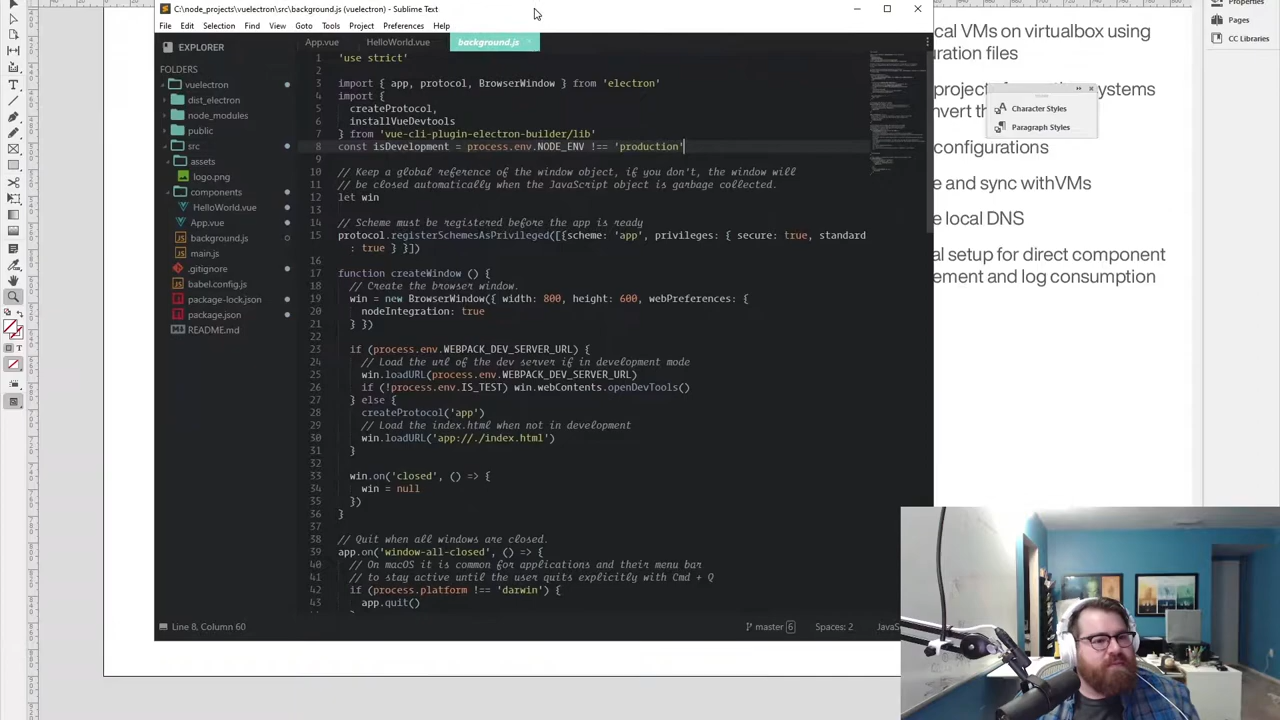 C:\node_projects\vuelectron\src\background.js (vuelectron) - Sublime Text
File Edit Selection Find View Goto Tools Project Preferences Help
EXPLORER
FOLDERS
vuelectron
dist_electron
node_modules
public
src
assets
logo.png
components
HelloWorld.vue
App.vue
background.js
main.js
.gitignore
babel.config.js
package-lock.json
package.json
README.md
App.vue HelloWorld.vue background.js
1 'use strict'
2
3 import { app, protocol, BrowserWindow } from 'electron'
4 import {
5 createProtocol,
6 installVueDevtools
7 } from 'vue-cli-plugin-electron-builder/lib'
8 const isDevelopment = process.env.NODE_ENV !== 'production'
9
10 // Keep a global reference of the window object, if you don't, the window will
11 // be closed automatically when the JavaScript object is garbage collected.
12 let win
13
14 // Scheme must be registered before the app is ready
15 protocol.registerSchemesAsPrivileged([{scheme: 'app', privileges: { secure: true, standard
: true } }])
16
17 function createWindow () {
18 // Create the browser window.
19 win = new BrowserWindow({ width: 800, height: 600, webPreferences: {
20 nodeIntegration: true
21 } })
22
23 if (process.env.WEBPACK_DEV_SERVER_URL) {
24 // Load the url of the dev server if in development mode
25 win.loadURL(process.env.WEBPACK_DEV_SERVER_URL)
26 if (!process.env.IS_TEST) win.webContents.openDevTools()
27 } else {
28 createProtocol('app')
29 // Load the index.html when not in development
30 win.loadURL('app://./index.html')
31 }
32
33 win.on('closed', () => {
34 win = null
35 })
36 }
37
38 // Quit when all windows are closed.
39 app.on('window-all-closed', () => {
40 // On macOS it is common for applications and their menu bar
41 // to stay active until the user quits explicitly with Cmd + Q
42 if (process.platform !== 'darwin') {
43 app.quit()
Line 8, Column 60 master 6 Spaces: 2 JavaS
cal VMs on virtualbox using
uration files
project
ystems
nvert th
configurations
e and sync withVMs
e local DNS
al setup for direct component
ement and log consumption
Character Styles
Paragraph Styles
Properties
Pages
CC Libraries